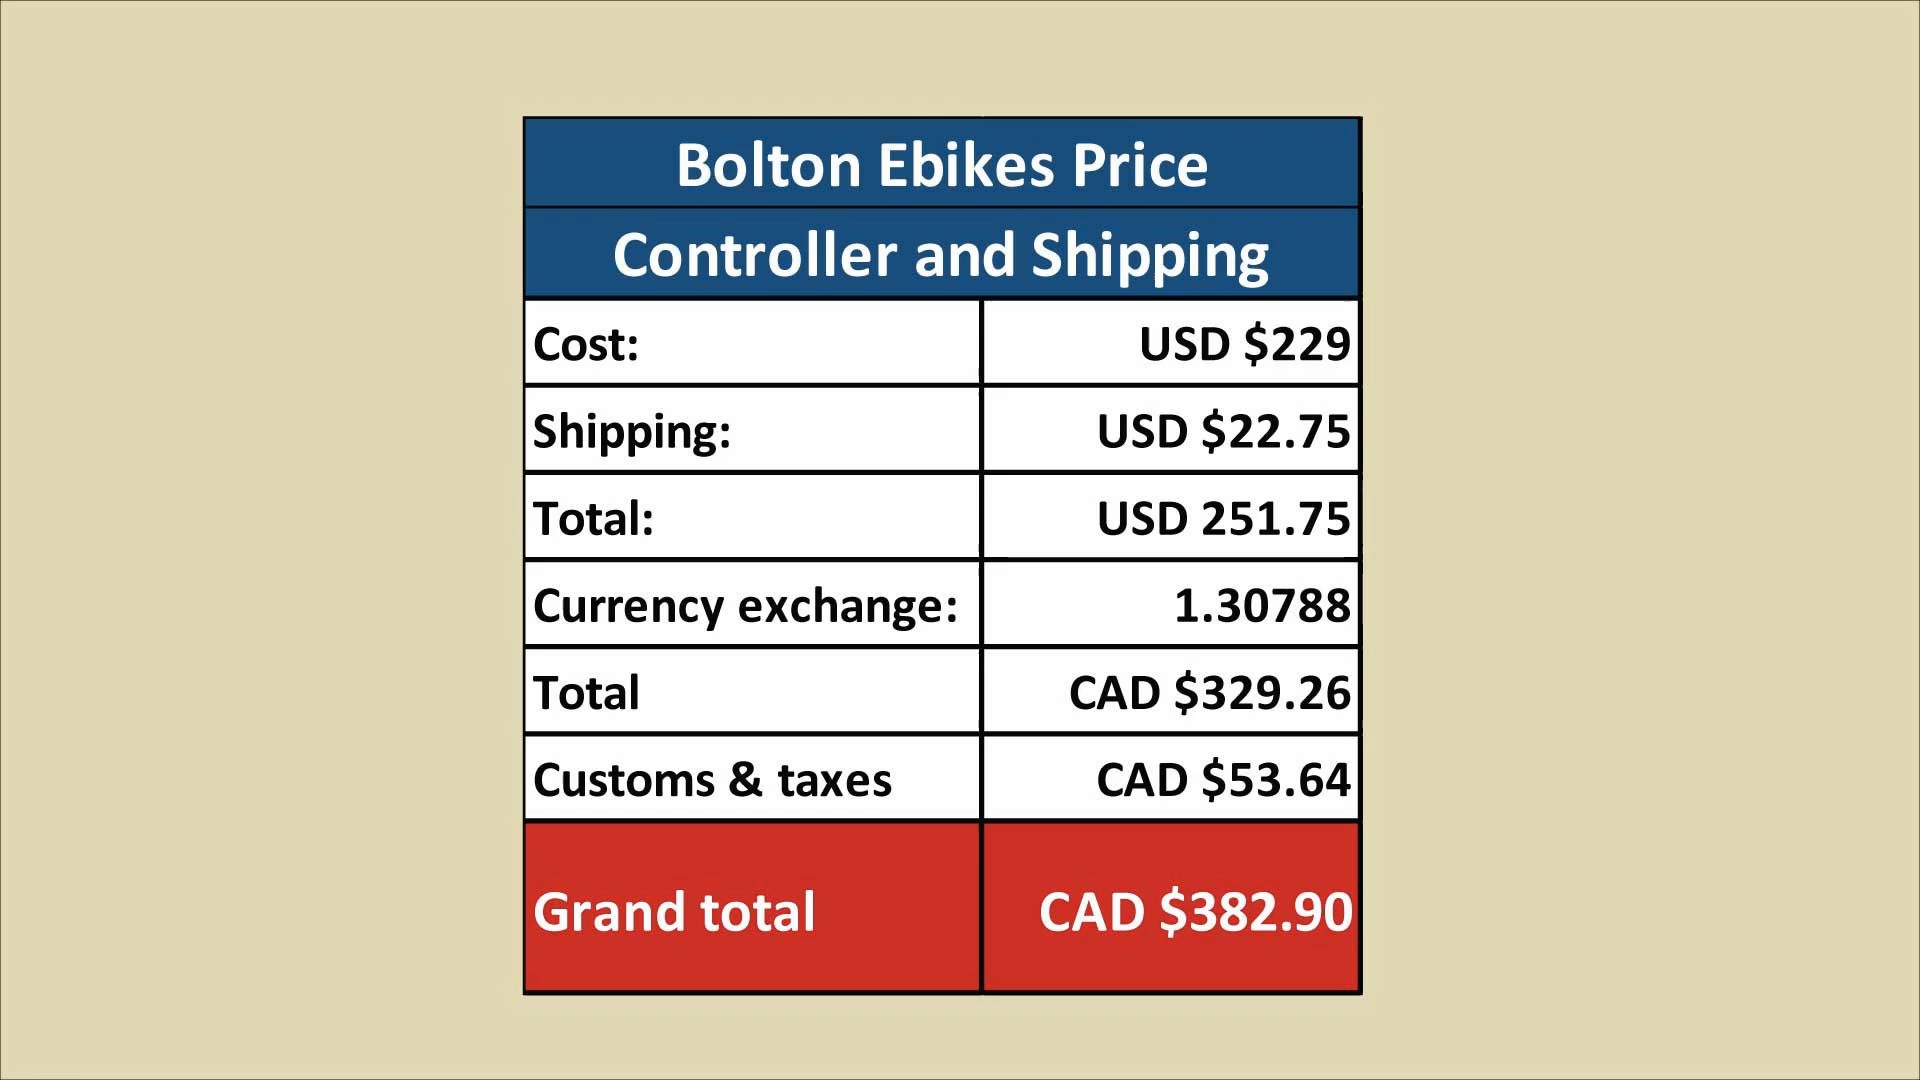 Bolton Ebikes Price
Controller and Shipping
Cost: USD $229
Shipping: USD $22.75
Total: USD 251.75
Currency exchange: 1.30788
Total CAD $329.26
Customs & taxes CAD $53.64
Grand total CAD $382.90